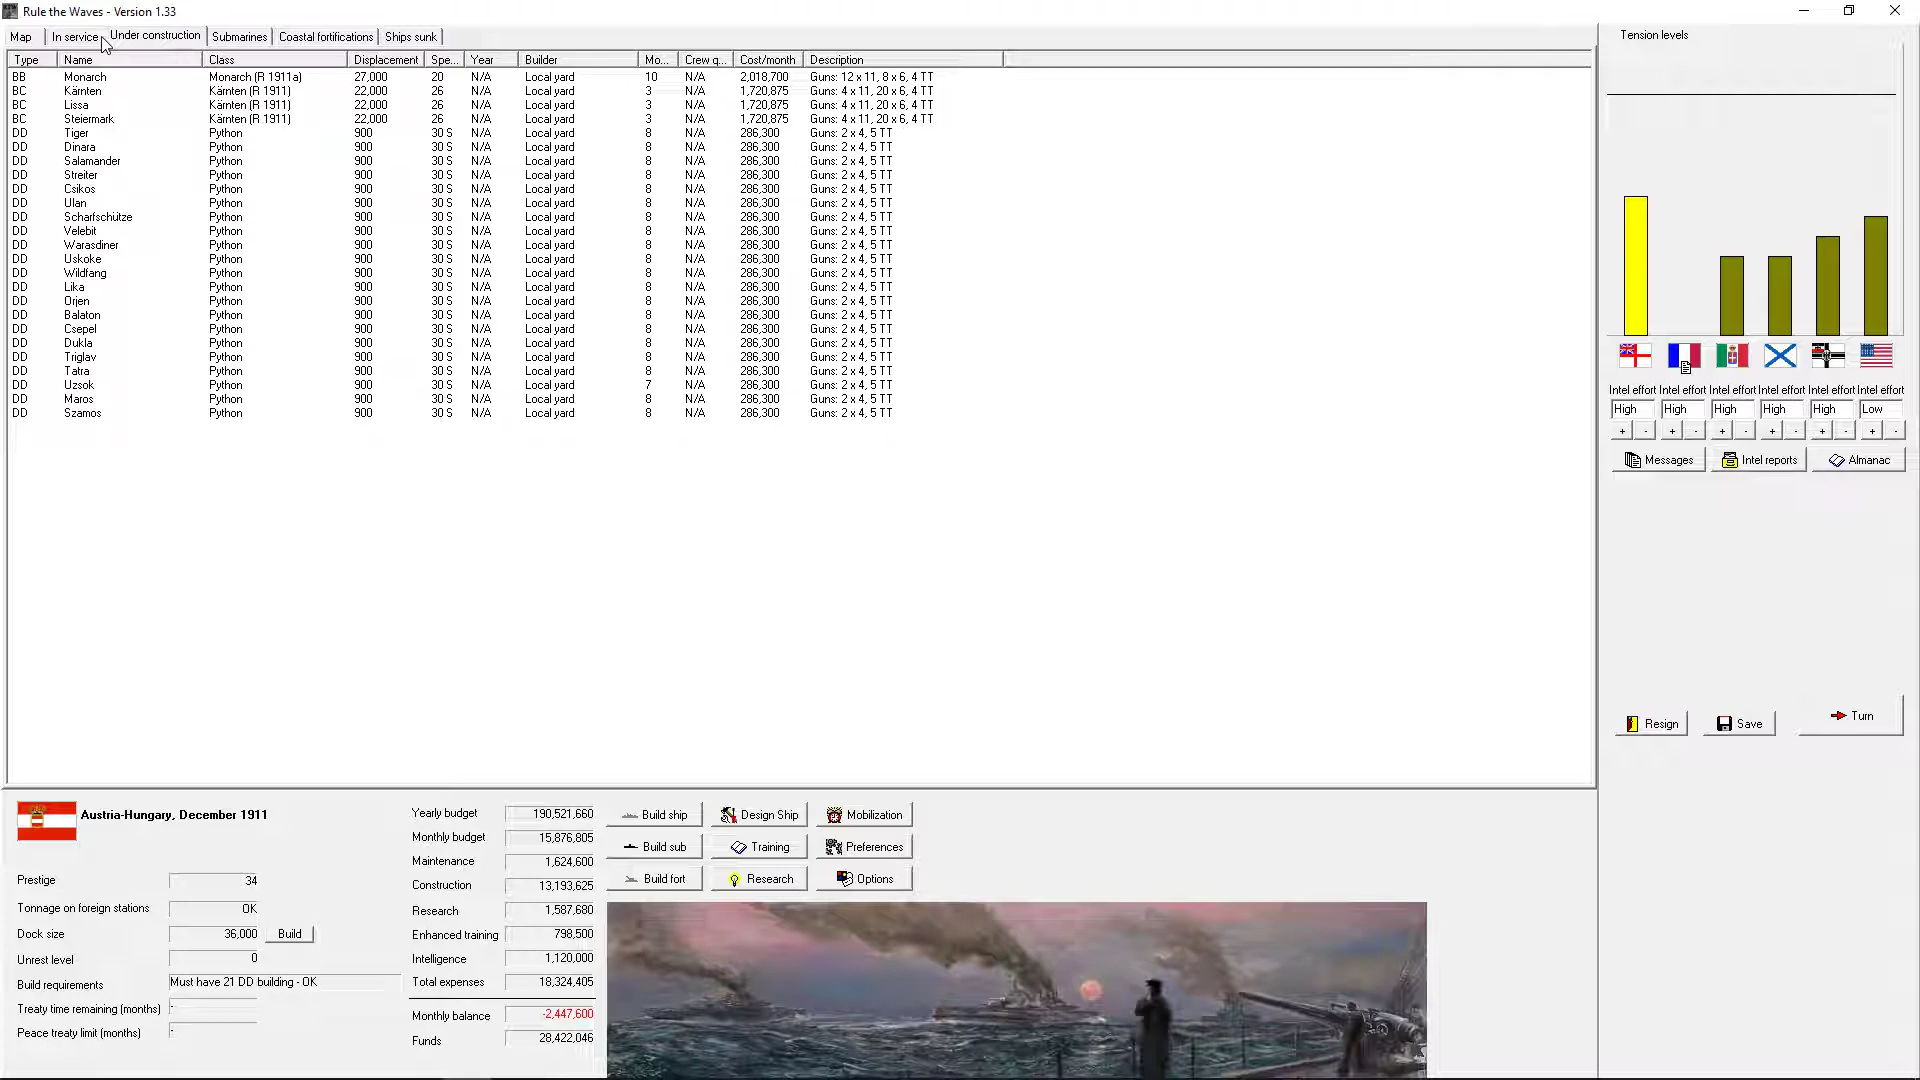 Rule the Waves - Version 1.33
Map In service Under construction Submarines Coastal fortifications Ships sunk
Type Name Class Displacement Spe... Year Builder Mo... Crew q... Cost/month Description
BB Monarch Monarch (R 1911a) 27,000 20 N/A Local yard 10 N/A 2,018,700 Guns: 12 x 11, 8 x 6, 4 TT
BC Kärnten Kärnten (R 1911) 22,000 26 N/A Local yard 3 N/A 1,720,875 Guns: 4 x 11, 20 x 6, 4 TT
BC Lissa Kärnten (R 1911) 22,000 26 N/A Local yard 3 N/A 1,720,875 Guns: 4 x 11, 20 x 6, 4 TT
BC Steiermark Kärnten (R 1911) 22,000 26 N/A Local yard 3 N/A 1,720,875 Guns: 4 x 11, 20 x 6, 4 TT
DD Tiger Python 900 30 S N/A Local yard 8 N/A 286,300 Guns: 2 x 4, 5 TT
DD Dinara Python 900 30 S N/A Local yard 8 N/A 286,300 Guns: 2 x 4, 5 TT
DD Salamander Python 900 30 S N/A Local yard 8 N/A 286,300 Guns: 2 x 4, 5 TT
DD Streiter Python 900 30 S N/A Local yard 8 N/A 286,300 Guns: 2 x 4, 5 TT
DD Csikos Python 900 30 S N/A Local yard 8 N/A 286,300 Guns: 2 x 4, 5 TT
DD Ulan Python 900 30 S N/A Local yard 8 N/A 286,300 Guns: 2 x 4, 5 TT
DD Scharfschütze Python 900 30 S N/A Local yard 8 N/A 286,300 Guns: 2 x 4, 5 TT
DD Velebit Python 900 30 S N/A Local yard 8 N/A 286,300 Guns: 2 x 4, 5 TT
DD Warasdiner Python 900 30 S N/A Local yard 8 N/A 286,300 Guns: 2 x 4, 5 TT
DD Uskoke Python 900 30 S N/A Local yard 8 N/A 286,300 Guns: 2 x 4, 5 TT
DD Wildfang Python 900 30 S N/A Local yard 8 N/A 286,300 Guns: 2 x 4, 5 TT
DD Lika Python 900 30 S N/A Local yard 8 N/A 286,300 Guns: 2 x 4, 5 TT
DD Orjen Python 900 30 S N/A Local yard 8 N/A 286,300 Guns: 2 x 4, 5 TT
DD Balaton Python 900 30 S N/A Local yard 8 N/A 286,300 Guns: 2 x 4, 5 TT
DD Csepel Python 900 30 S N/A Local yard 8 N/A 286,300 Guns: 2 x 4, 5 TT
DD Dukla Python 900 30 S N/A Local yard 8 N/A 286,300 Guns: 2 x 4, 5 TT
DD Triglav Python 900 30 S N/A Local yard 8 N/A 286,300 Guns: 2 x 4, 5 TT
DD Tatra Python 900 30 S N/A Local yard 8 N/A 286,300 Guns: 2 x 4, 5 TT
DD Uzsok Python 900 30 S N/A Local yard 7 N/A 286,300 Guns: 2 x 4, 5 TT
DD Maros Python 900 30 S N/A Local yard 8 N/A 286,300 Guns: 2 x 4, 5 TT
DD Szamos Python 900 30 S N/A Local yard 8 N/A 286,300 Guns: 2 x 4, 5 TT
Tension levels
Intel effort Intel effort Intel effort Intel effort Intel effort Intel effort
High High High High High Low
+ - + - + - + - + - + -
Messages Intel reports Almanac
Resign Save Turn
Austria-Hungary, December 1911
Prestige 34
Tonnage on foreign stations OK
Dock size 36,000 Build
Unrest level 0
Build requirements Must have 21 DD building - OK
Treaty time remaining (months) -
Peace treaty limit (months) -
Yearly budget 190,521,660
Monthly budget 15,876,805
Maintenance 1,624,600
Construction 13,193,625
Research 1,587,680
Enhanced training 798,500
Intelligence 1,120,000
Total expenses 18,324,405
Monthly balance -2,447,600
Funds 28,422,046
Build ship Design Ship Mobilization
Build sub Training Preferences
Build fort Research Options